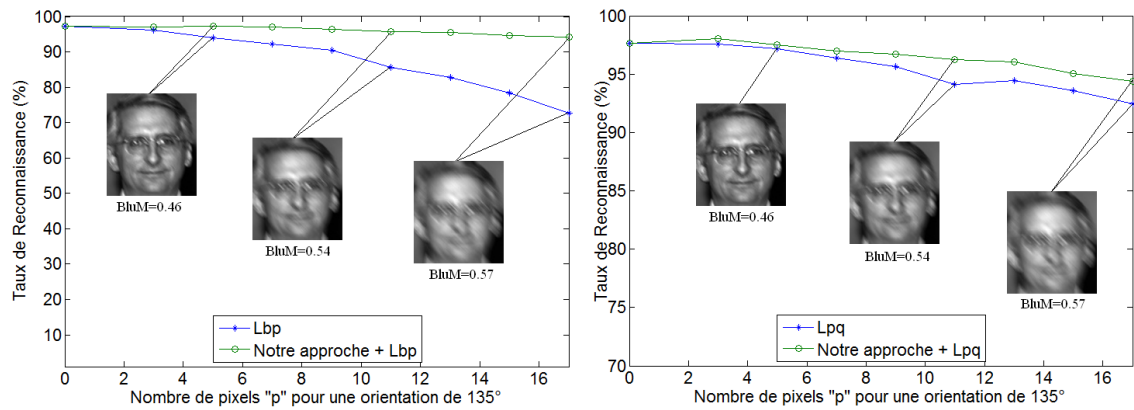 100
90
80
70
60
50
40
30
20
10
Taux de Reconnaissance (%)
BluM=0.46
BluM=0.54
BluM=0.57
Lbp
Notre approche + Lbp
0 2 4 6 8 10 12 14 16
Nombre de pixels "p" pour une orientation de 135°
100
95
90
85
80
75
70
Taux de Reconnaissance (%)
BluM=0.46
BluM=0.54
BluM=0.57
Lpq
Notre approche + Lpq
0 2 4 6 8 10 12 14 16
Nombre de pixels "p" pour une orientation de 135°